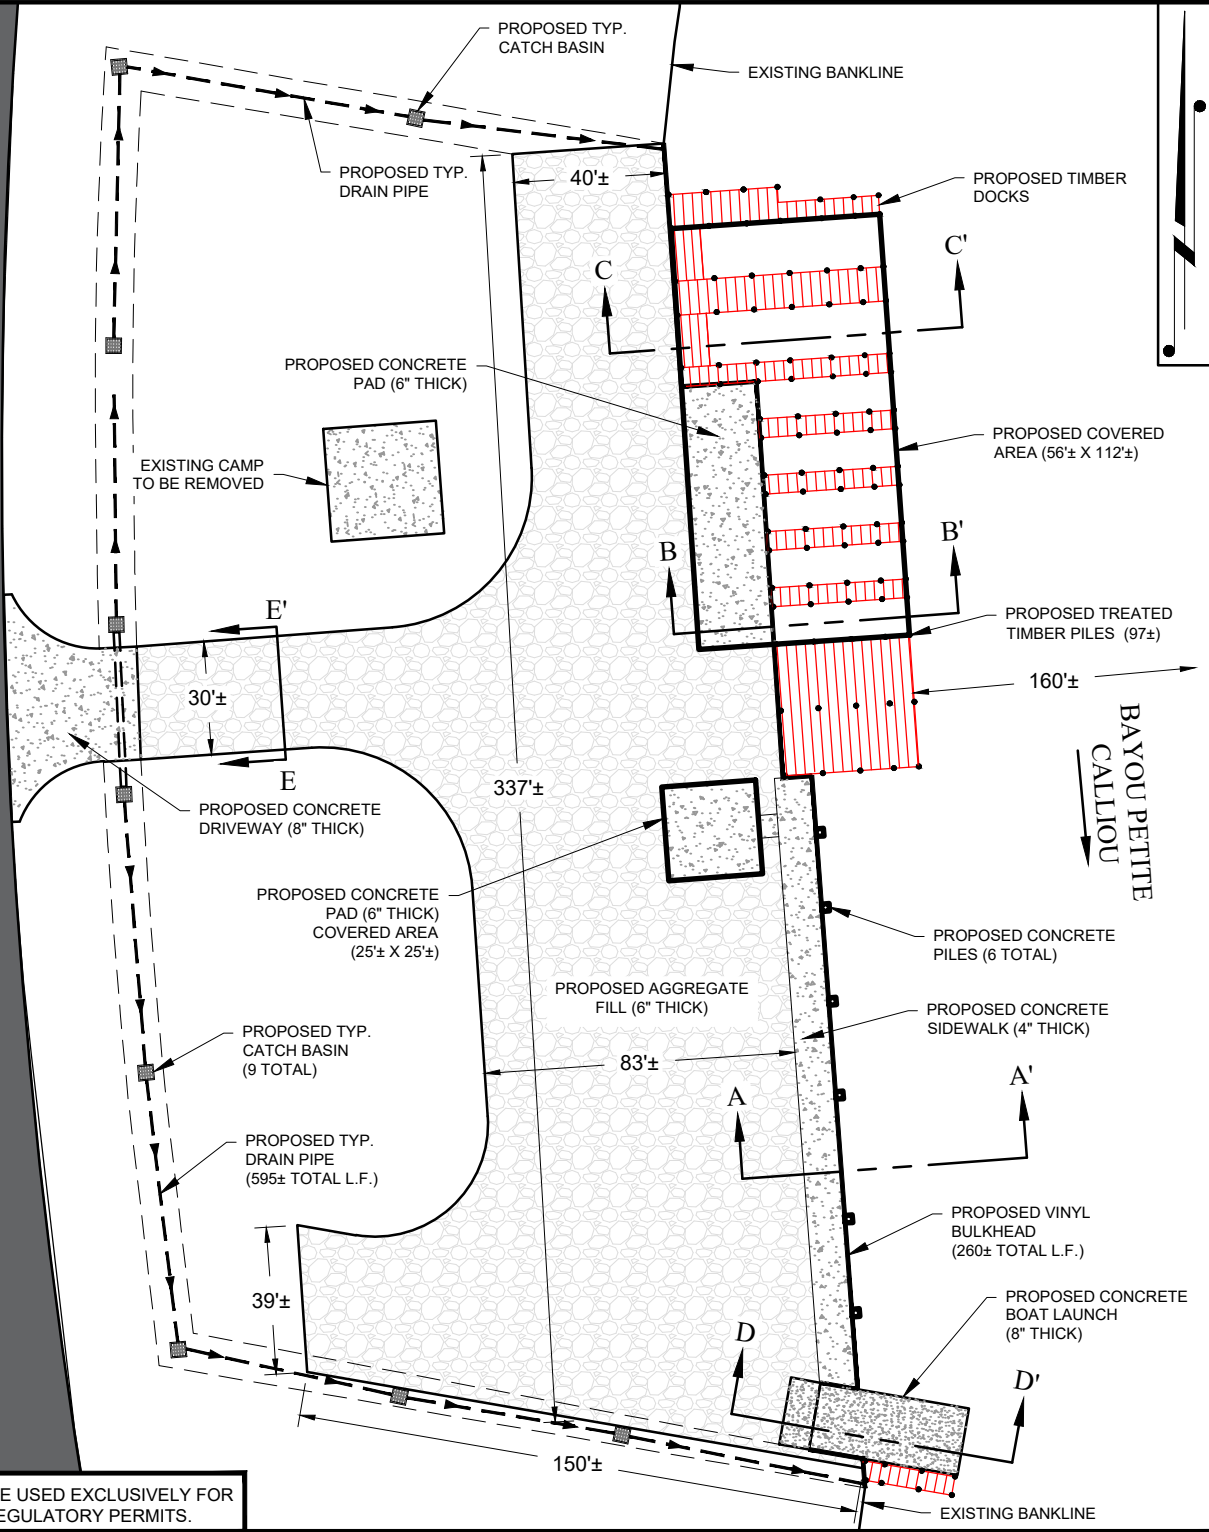 PROPOSED TYP.
CATCH BASIN
EXISTING BANKLINE
PROPOSED TYP.
DRAIN PIPE
40'±
PROPOSED TIMBER
DOCKS
C
C'
PROPOSED CONCRETE
PAD (6" THICK)
EXISTING CAMP
TO BE REMOVED
PROPOSED COVERED
AREA (56'± X 112'±)
B
B'
E'
PROPOSED TREATED
TIMBER PILES (97±)
30'±
160'±
E
BAYOU PETITE
CALLIOU
337'±
PROPOSED CONCRETE
DRIVEWAY (8" THICK)
PROPOSED CONCRETE
PAD (6" THICK)
COVERED AREA
(25'± X 25'±)
PROPOSED CONCRETE
PILES (6 TOTAL)
PROPOSED AGGREGATE
FILL (6" THICK)
PROPOSED CONCRETE
SIDEWALK (4" THICK)
PROPOSED TYP.
CATCH BASIN
(9 TOTAL)
83'±
A
A'
PROPOSED TYP.
DRAIN PIPE
(595± TOTAL L.F.)
PROPOSED VINYL
BULKHEAD
(260± TOTAL L.F.)
39'±
PROPOSED CONCRETE
BOAT LAUNCH
(8" THICK)
D
D'
150'±
E USED EXCLUSIVELY FOR
EGULATORY PERMITS.
EXISTING BANKLINE